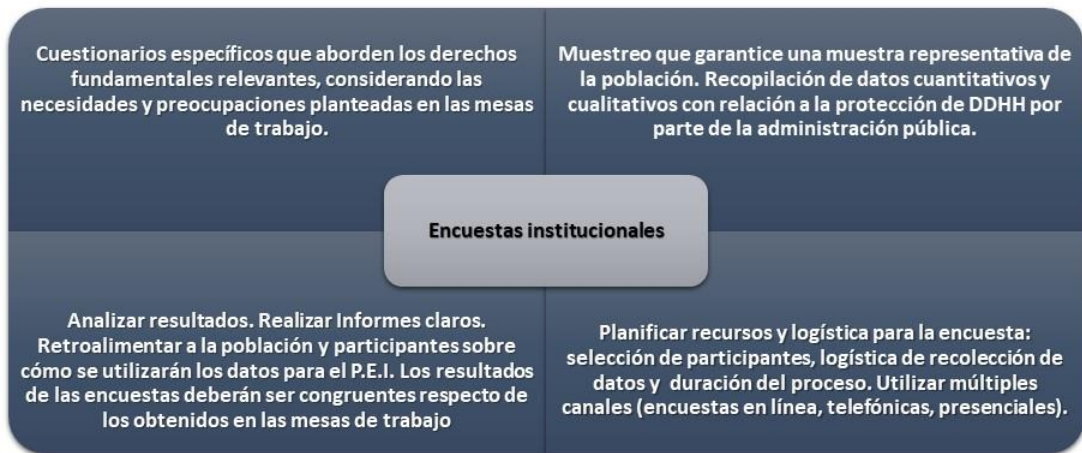 Cuestionarios específicos que aborden los derechos
fundamentales relevantes, considerando las
necesidades y preocupaciones planteadas en las mesas
de trabajo.
Muestreo que garantice una muestra representativa de
la población. Recopilación de datos cuantitativos y
cualitativos con relación a la protección de DDHH por
parte de la administración pública.
Encuestas institucionales
Analizar resultados. Realizar Informes claros.
Retroalimentar a la población y participantes sobre
cómo se utilizarán los datos para el P.E.I. Los resultados
de las encuestas deberán ser congruentes respecto de
los obtenidos en las mesas de trabajo
Planificar recursos y logística para la encuesta:
selección de participantes, logística de recolección de
datos y  duración del proceso. Utilizar múltiples
canales (encuestas en línea, telefónicas, presenciales).